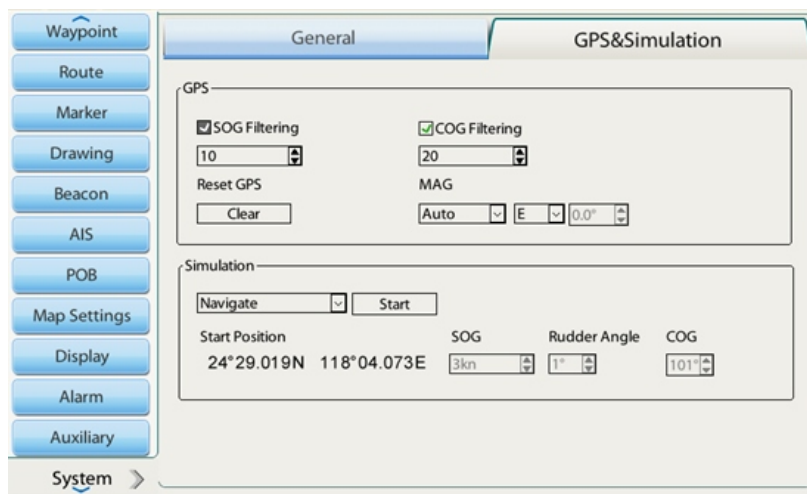 Waypoint
Route
Marker
Drawing
Beacon
AIS
POB
Map Settings
Display
Alarm
Auxiliary
System
General
GPS&Simulation
GPS
SOG Filtering
COG Filtering
10
20
Reset GPS
MAG
Clear
Auto
E
0.0°
Simulation
Navigate
Start
Start Position
SOG
Rudder Angle
COG
24°29.019N 118°04.073E
3kn
1°
101°